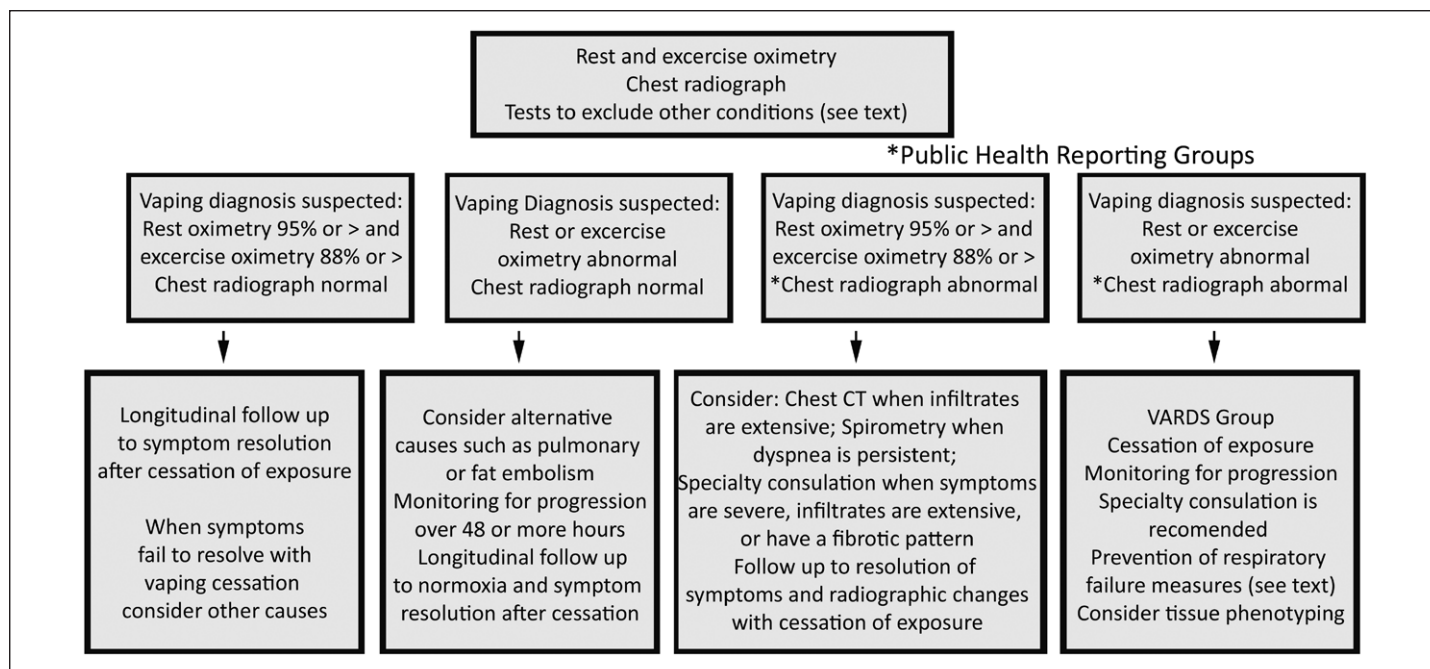 Rest and excercise oximetry
Chest radiograph
Tests to exclude other conditions (see text)
*Public Health Reporting Groups
Vaping diagnosis suspected:
Rest oximetry 95% or > and
excercise oximetry 88% or >
Chest radiograph normal
Vaping Diagnosis suspected:
Rest or excercise
oximetry abnormal
Chest radiograph normal
Vaping diagnosis suspected:
Rest oximetry 95% or > and
excercise oximetry 88% or >
*Chest radiograph abnormal
Vaping diagnosis suspected:
Rest or excercise
oximetry abnormal
*Chest radiograph abormal
Longitudinal follow up
to symptom resolution
after cessation of exposure
When symptoms
fail to resolve with
vaping cessation
consider other causes
Consider alternative
causes such as pulmonary
or fat embolism
Monitoring for progression
over 48 or more hours
Longitudinal follow up
to normoxia and symptom
resolution after cessation
Consider: Chest CT when infiltrates
are extensive; Spirometry when
dyspnea is persistent;
Specialty consulation when symptoms
are severe, infiltrates are extensive,
or have a fibrotic pattern
Follow up to resolution of
symptoms and radiographic changes
with cessation of exposure
VARDS Group
Cessation of exposure
Monitoring for progression
Specialty consulation is
recomended
Prevention of respiratory
failure measures (see text)
Consider tissue phenotyping